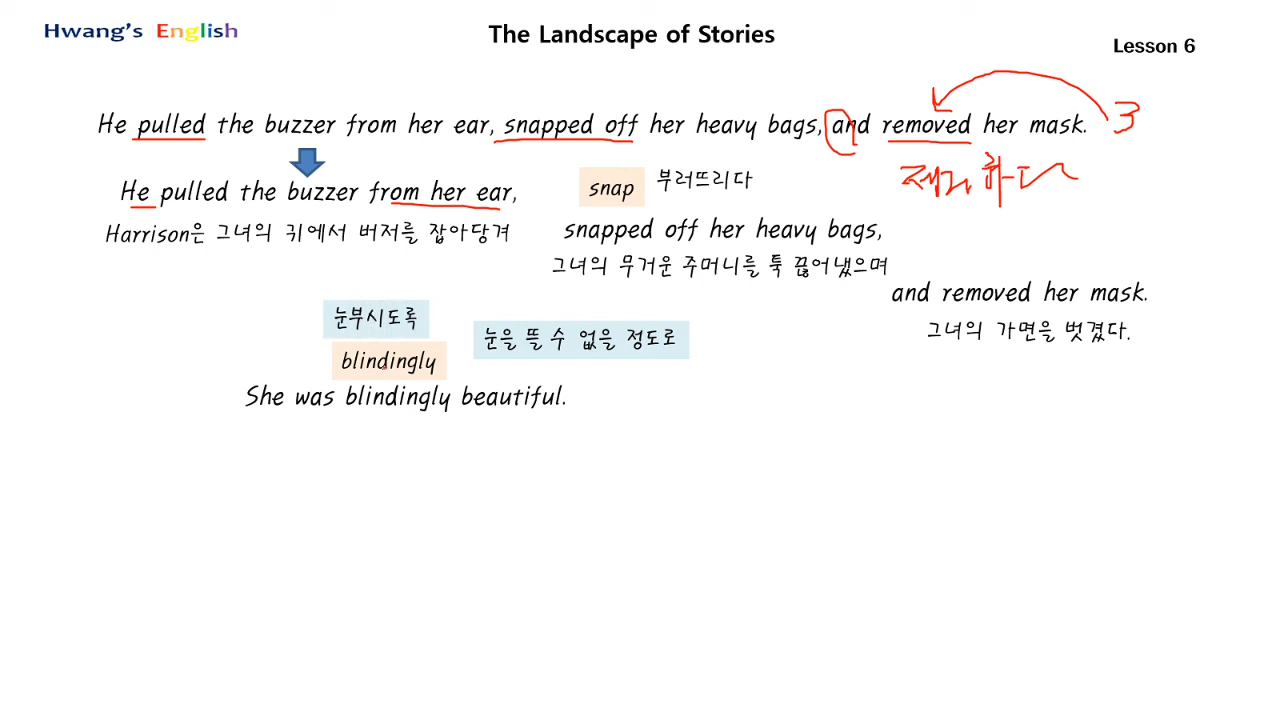 Hwang's English
The Landscape of Stories
Lesson 6
He pulled the buzzer from her ear, snapped off her heavy bags, and removed her mask. 3
제거하다
He pulled the buzzer from her ear,
Harrison은 그녀의 귀에서 버저를 잡아당겨
snap 부러뜨리다
snapped off her heavy bags,
그녀의 무거운 주머니를 툭 끊어냈으며
and removed her mask.
그녀의 가면을 벗겼다.
눈부시도록
blindingly
눈을 뜰 수 없을 정도로
She was blindingly beautiful.